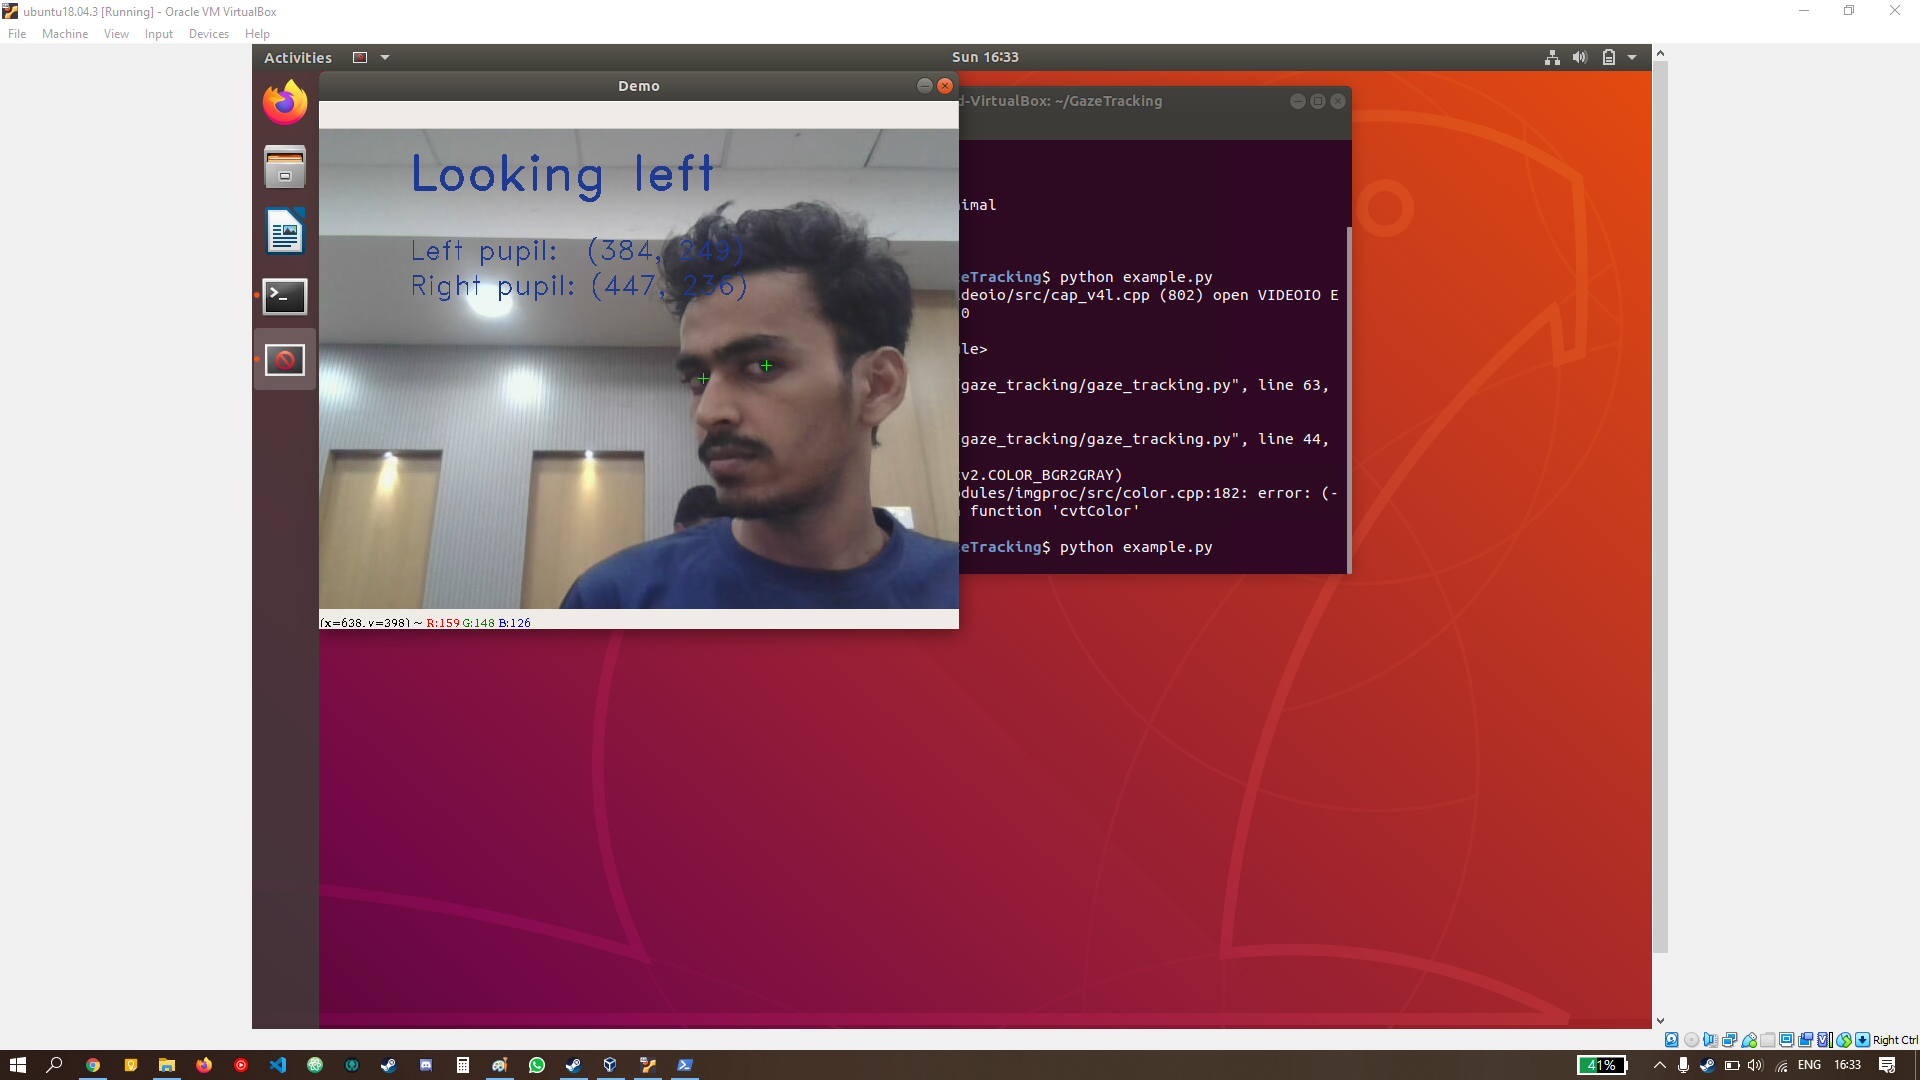 ubuntu18.04.3 [Running] - Oracle VM VirtualBox
File Machine View Input Devices Help
Activities
Sun 16:33
Demo
d-VirtualBox: ~/GazeTracking
Looking left
Left pupil: (384, 249)
Right pupil: (447, 236)
imal
eTracking$ python example.py
deoio/src/cap_v4l.cpp (802) open VIDEOIO E
0
le>
gaze_tracking/gaze_tracking.py", line 63,
gaze_tracking/gaze_tracking.py", line 44,
v2.COLOR_BGR2GRAY)
dules/imgproc/src/color.cpp:182: error: (-
function 'cvtColor'
eTracking$ python example.py
(x=638, y=398) ~ R:159 G:148 B:126
Right Ctrl
41%
ENG
16:33